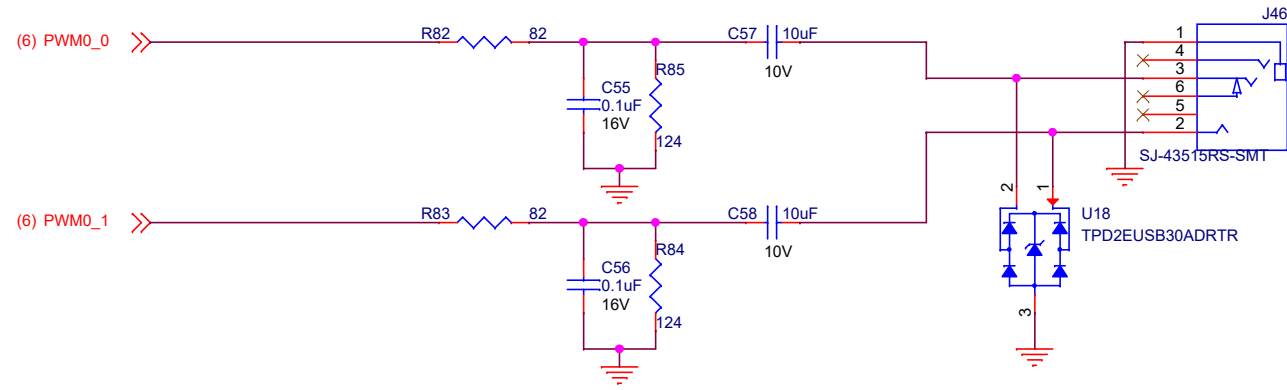 J46
(6) PWM0_0
R82
82
C57
10uF
10V
1
4
3
6
5
2
R85
C55
0.1uF
16V
124
SJ-43515RS-SMT
(6) PWM0_1
R83
82
C58
10uF
10V
2
1
U18
TPD2EUSB30ADRTR
R84
C56
0.1uF
16V
124
3